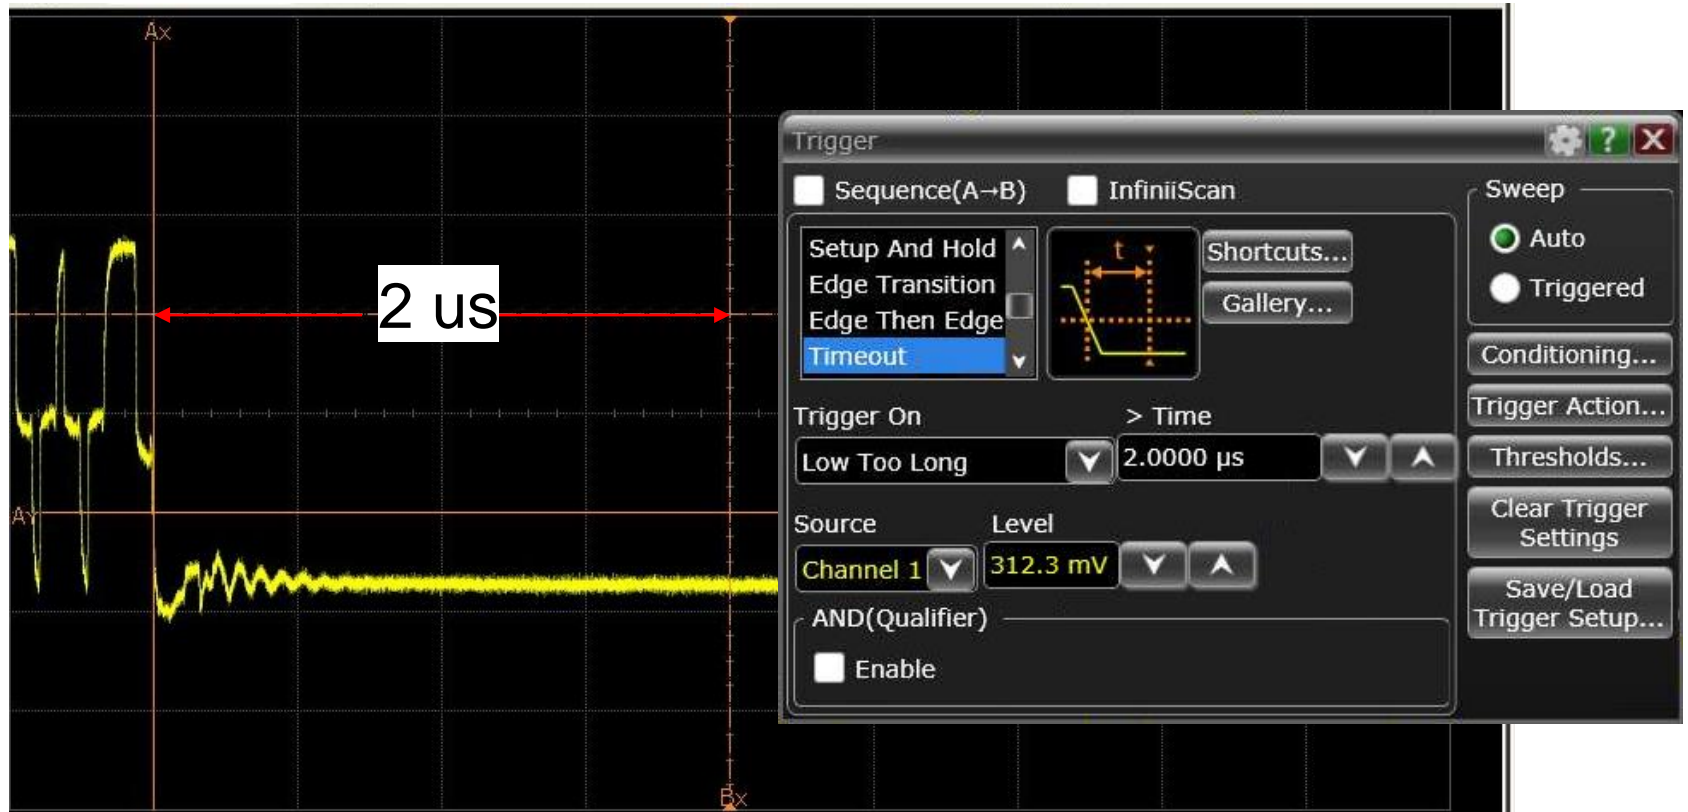 Ax
2 us
AY
Bx
Trigger
?
X
Sequence(A→B)
InfiniiScan
Sweep
Auto
Triggered
Setup And Hold
Edge Transition
Edge Then Edge
Timeout
t
Shortcuts...
Gallery...
Conditioning...
Trigger Action...
Thresholds...
Clear Trigger
Settings
Save/Load
Trigger Setup...
Trigger On
> Time
Low Too Long
2.0000 µs
Source
Level
Channel 1
312.3 mV
AND(Qualifier)
Enable